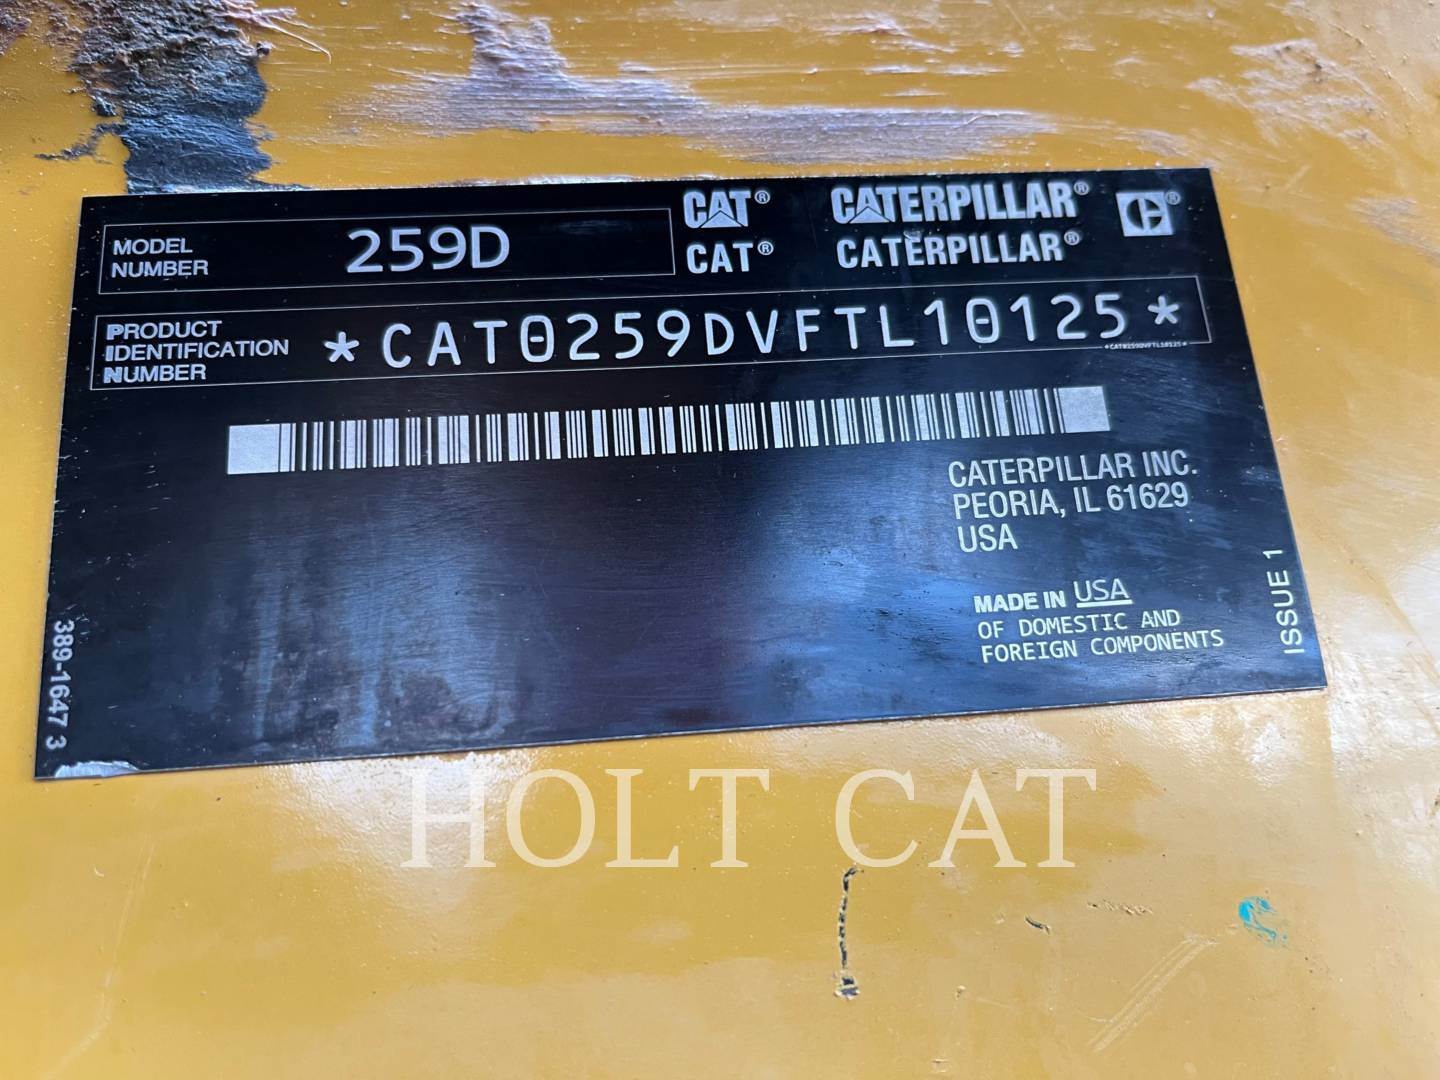 MODEL NUMBER 259D
CAT® CATERPILLAR® C®
CAT® CATERPILLAR®
PRODUCT IDENTIFICATION NUMBER *CAT0259DVFTL10125*
*CAT0259DVFTL10125*
CATERPILLAR INC.
PEORIA, IL 61629
USA
MADE IN USA
OF DOMESTIC AND
FOREIGN COMPONENTS
ISSUE 1
389-1647 3
HOLT CAT